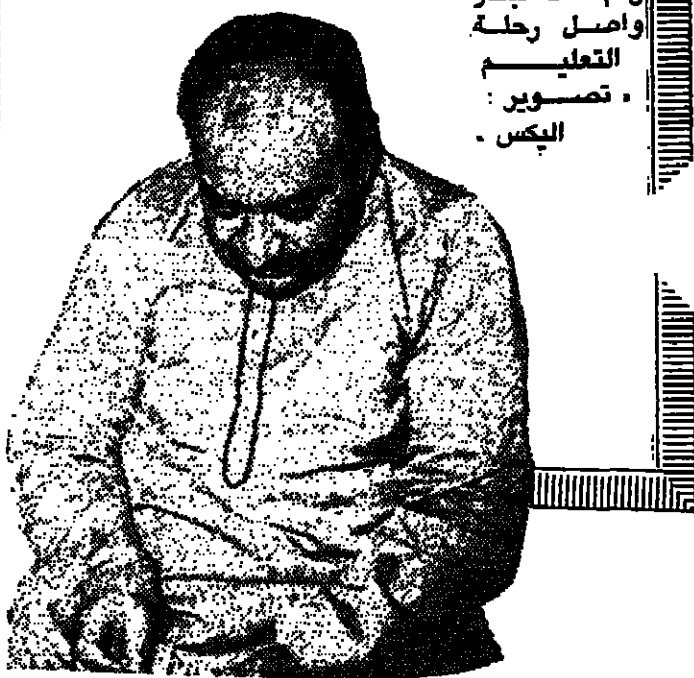 واصل رحلة
التعليم
« تصوير :
اليكس »